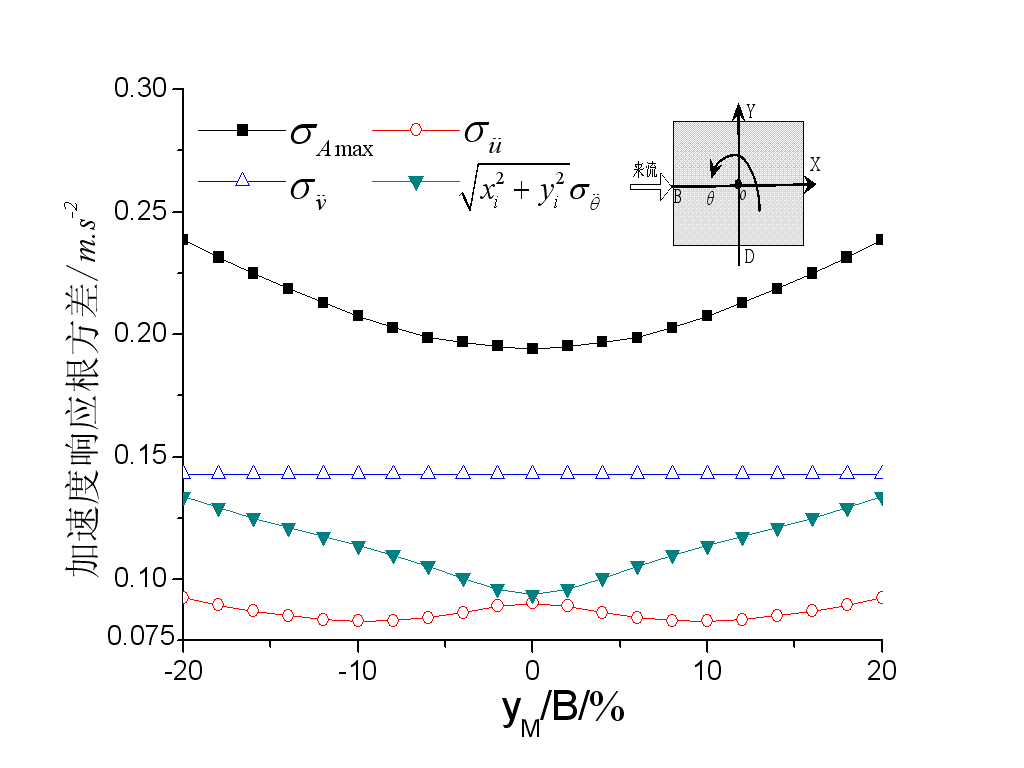 0.30
0.25
0.20
0.15
0.10
0.075
加速度响应根方差/m.s⁻²
σ_Amax
σ_ü
σ_v̈
√(x_i² + y_i²) σ_θ̈
来流
Y
X
B
θ
o
D
-20 -10 0 10 20
y_M/B/%